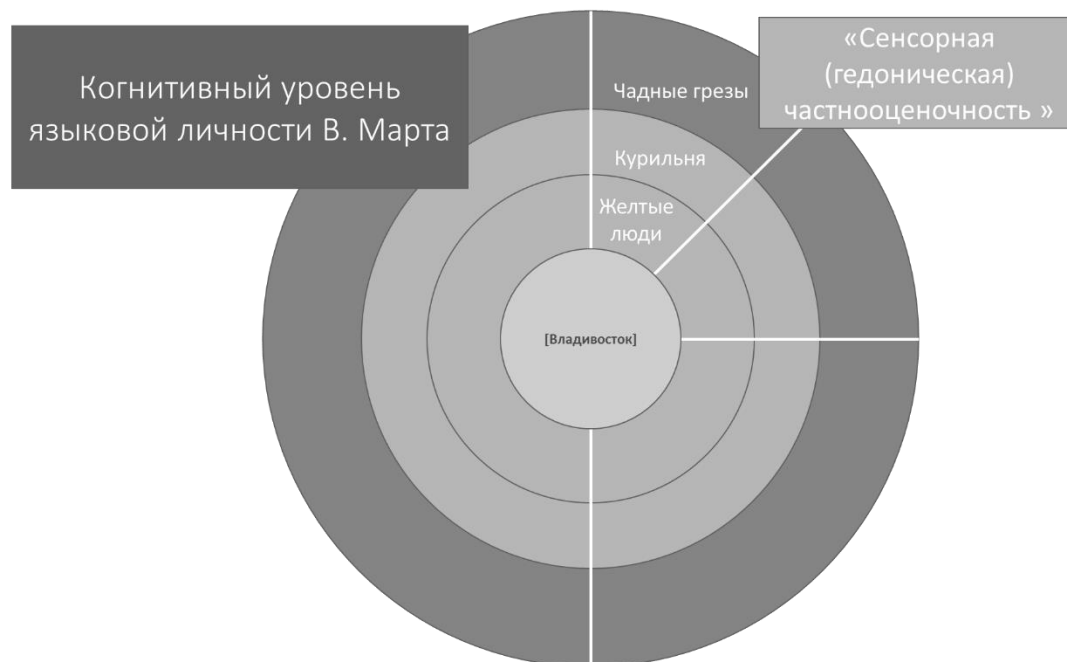 Когнитивный уровень
языковой личности В. Марта
«Сенсорная
(гедоническая)
частнооценочность »
Чадные грезы
Курильня
Желтые
люди
[Владивосток]